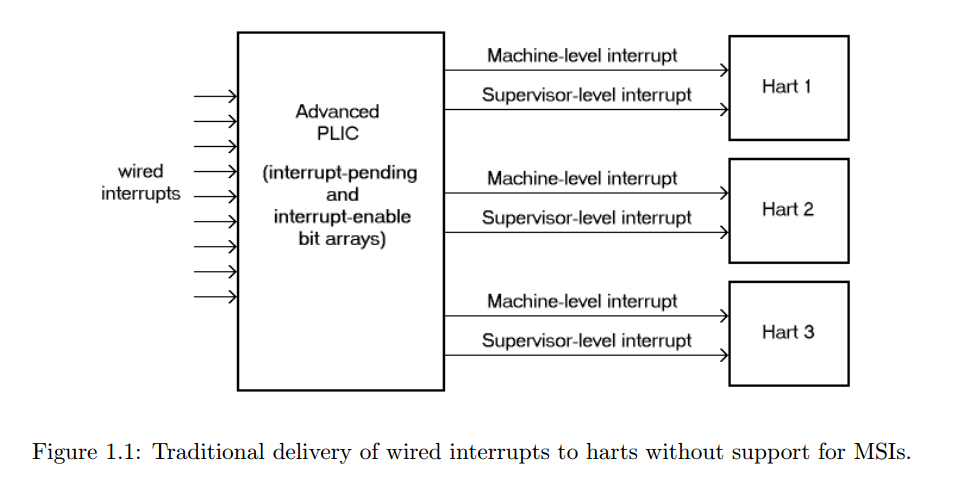 wired
interrupts
Advanced
PLIC
(interrupt-pending
and
interrupt-enable
bit arrays)
Machine-level interrupt
Supervisor-level interrupt
Hart 1
Machine-level interrupt
Supervisor-level interrupt
Hart 2
Machine-level interrupt
Supervisor-level interrupt
Hart 3
Figure 1.1: Traditional delivery of wired interrupts to harts without support for MSIs.